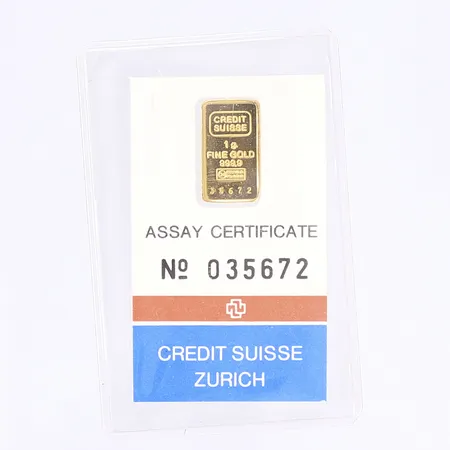 CREDIT
SUISSE
1g
FINE GOLD
999,9
35672
ASSAY CERTIFICATE
Nº 035672
CREDIT SUISSE
ZURICH